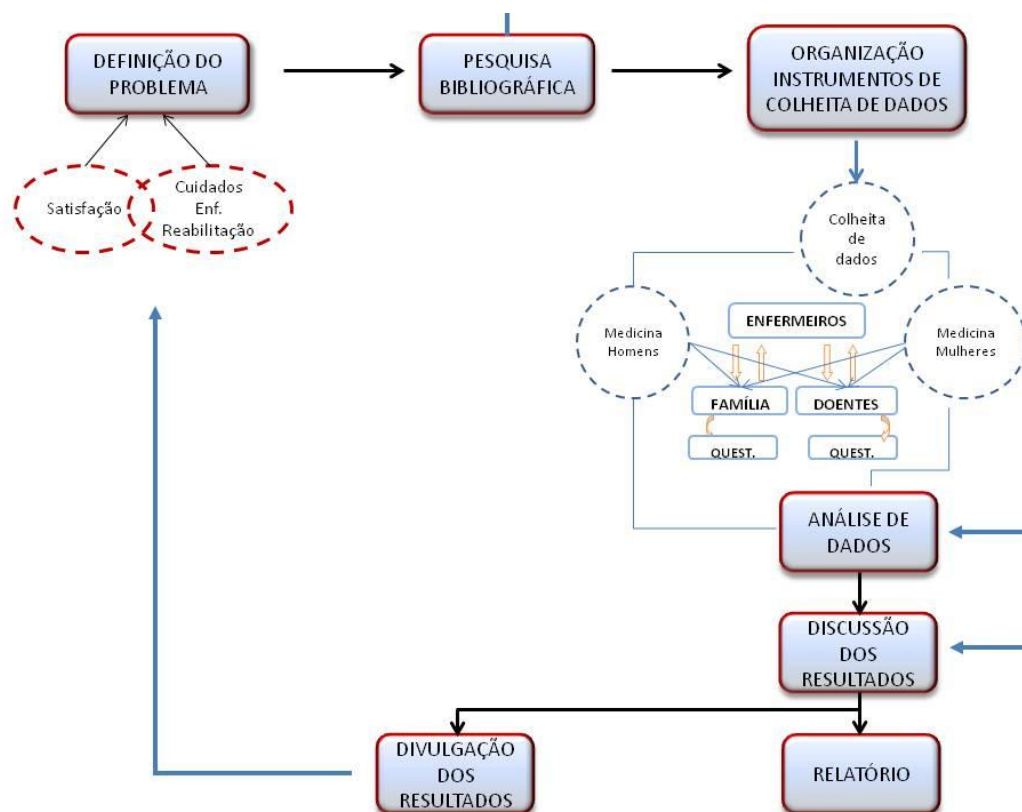 DEFINIÇÃO DO
PROBLEMA
PESQUISA
BIBLIOGRÁFICA
ORGANIZAÇÃO
INSTRUMENTOS DE
COLHEITA DE DADOS
Satisfação
Cuidados
Enf.
Reabilitação
Colheita
de
dados
Medicina
Homens
ENFERMEIROS
Medicina
Mulheres
FAMÍLIA
DOENTES
QUEST.
QUEST.
ANÁLISE DE
DADOS
DISCUSSÃO
DOS
RESULTADOS
DIVULGAÇÃO
DOS
RESULTADOS
RELATÓRIO